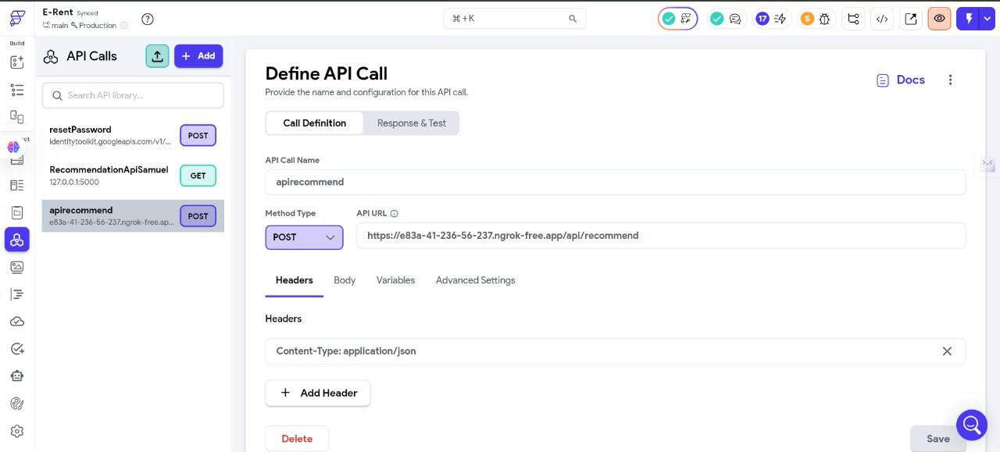 E-Rent Synced
main Production
⌘+K
17
5
Build
API Calls
+ Add
Search API library...
resetPassword
identitytoolkit.googleapis.com/v1/...
POST
RecommendationApiSamuel
127.0.0.1:5000
GET
apirecommend
e83a-41-236-56-237.ngrok-free.ap...
POST
Define API Call
Provide the name and configuration for this API call.
Docs
Call Definition Response & Test
API Call Name
apirecommend
Method Type API URL
POST https://e83a-41-236-56-237.ngrok-free.app/api/recommend
Headers Body Variables Advanced Settings
Headers
Content-Type: application/json
+ Add Header
Delete Save